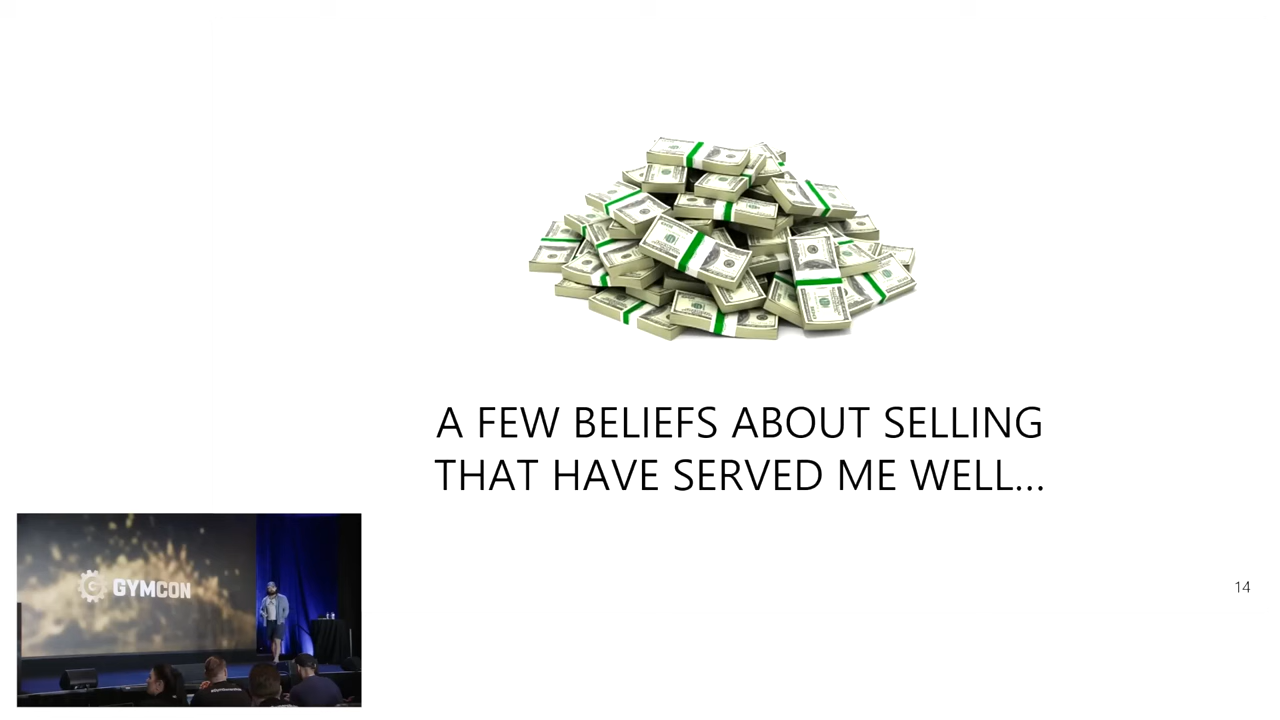 A FEW BELIEFS ABOUT SELLING
THAT HAVE SERVED ME WELL...
GYMCON
14